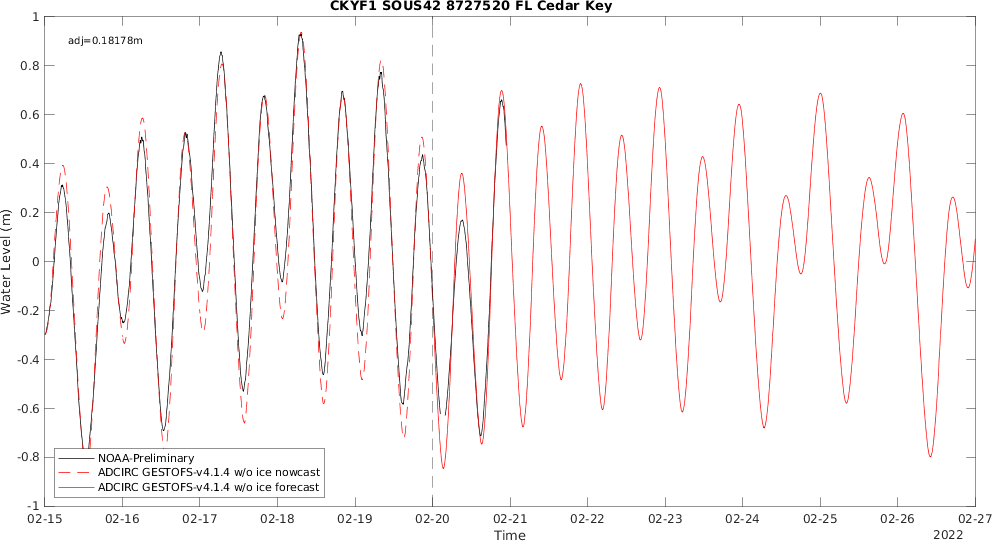 CKYF1 SOUS42 8727520 FL Cedar Key
adj=0.18178m
Water Level (m)
1
0.8
0.6
0.4
0.2
0
-0.2
-0.4
-0.6
-0.8
-1
NOAA-Preliminary
ADCIRC GESTOFS-v4.1.4 w/o ice nowcast
ADCIRC GESTOFS-v4.1.4 w/o ice forecast
02-15 02-16 02-17 02-18 02-19 02-20 02-21 02-22 02-23 02-24 02-25 02-26 02-27
Time
2022